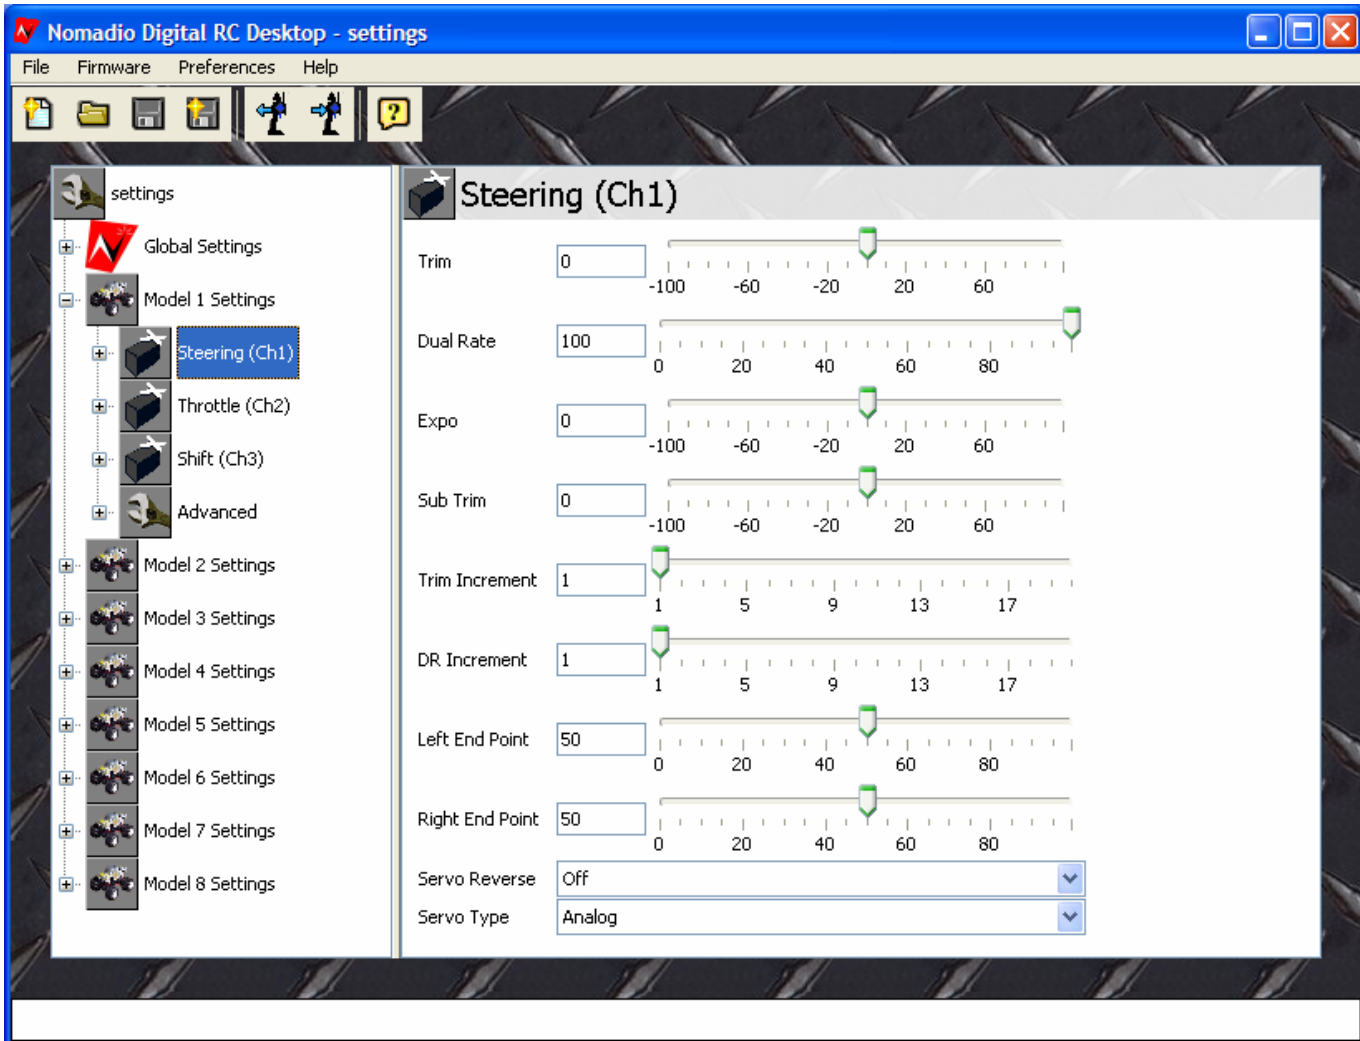 Nomadio Digital RC Desktop - settings
File Firmware Preferences Help
settings
Global Settings
Model 1 Settings
Steering (Ch1)
Throttle (Ch2)
Shift (Ch3)
Advanced
Model 2 Settings
Model 3 Settings
Model 4 Settings
Model 5 Settings
Model 6 Settings
Model 7 Settings
Model 8 Settings
Steering (Ch1)
Trim 0
-100 -60 -20 20 60
Dual Rate 100
0 20 40 60 80
Expo 0
-100 -60 -20 20 60
Sub Trim 0
-100 -60 -20 20 60
Trim Increment 1
1 5 9 13 17
DR Increment 1
1 5 9 13 17
Left End Point 50
0 20 40 60 80
Right End Point 50
0 20 40 60 80
Servo Reverse Off
Servo Type Analog